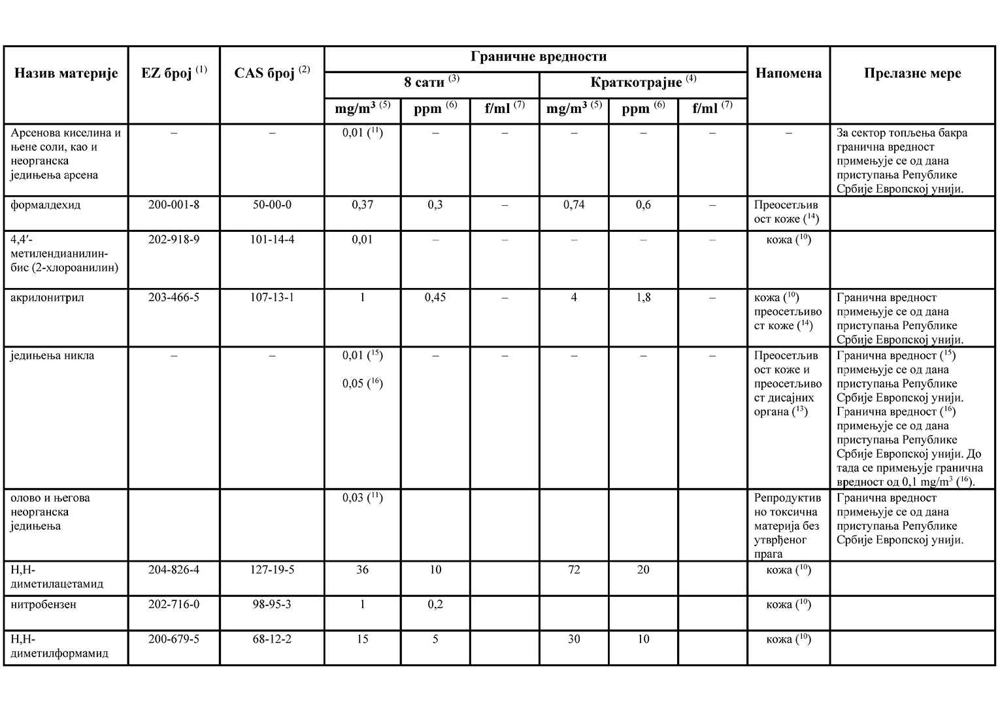 Назив материје	EZ број (1)	CAS број (2)	Граничне вредности	Напомена	Прелазне мере
8 сати (3)	Краткотрајне (4)
mg/m3 (5)	ppm (6)	f/ml (7)	mg/m3 (5)	ppm (6)	f/ml (7)
Арсенова киселина и	–	–	0,01 (11)	–	–	–	–	–	–	За сектор топљења бакра
њене соли, као и	гранична вредност
неорганска	примењује се од дана
једињења арсена	приступања Републике
Србије Европској унији.
формалдехид	200-001-8	50-00-0	0,37	0,3	–	0,74	0,6	–	Преосетљив
ост коже (14)
4,4′-	202-918-9	101-14-4	0,01	–	–	–	–	–	кожа (10)
метилендианилин-
бис (2-хлороанилин)
акрилонитрил	203-466-5	107-13-1	1	0,45	–	4	1,8	–	кожа (10)	Гранична вредност
преосетљиво	примењује се од дана
ст коже (14)	приступања Републике
Србије Европској унији.
једињења никла	–	–	0,01 (15)	–	–	–	–	–	Преосетљив	Гранична вредност (15)
ост коже и	примењује се од дана
0,05 (16)	преосетљиво	приступања Републике
ст дисајних	Србије Европској унији.
органа (13)	Гранична вредност (16)
примењује се од дана
приступања Републике
Србије Европској унији. До
тада се примењује гранична
вредност од 0,1 mg/m3 (16).
олово и његова	0,03 (11)	Репродуктив	Гранична вредност
неорганска	но токсична	примењује се од дана
једињења	материја без	приступања Републике
утврђеног	Србије Европској унији.
прага
Н,Н-	204-826-4	127-19-5	36	10	72	20	кожа (10)
диметилацетамид
нитробензен	202-716-0	98-95-3	1	0,2	кожа (10)
Н,Н-	200-679-5	68-12-2	15	5	30	10	кожа (10)
диметилформамид